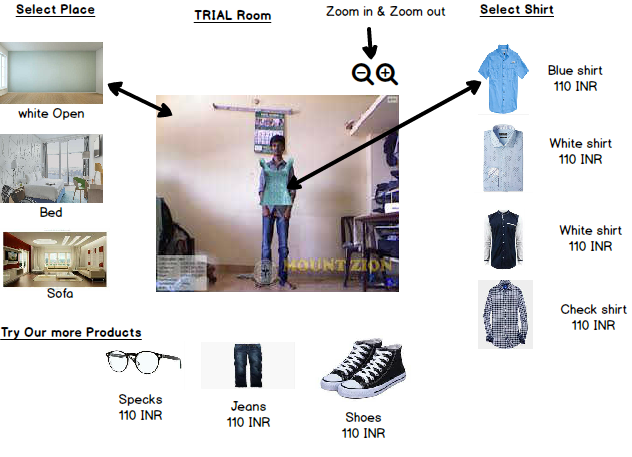 Select Place
TRIAL Room
Zoom in & Zoom out
Select Shirt
white Open
Bed
Sofa
MOUNT ZION
Blue shirt
110 INR
White shirt
110 INR
White shirt
110 INR
Check shirt
110 INR
Try Our more Products
Specks
110 INR
Jeans
110 INR
Shoes
110 INR